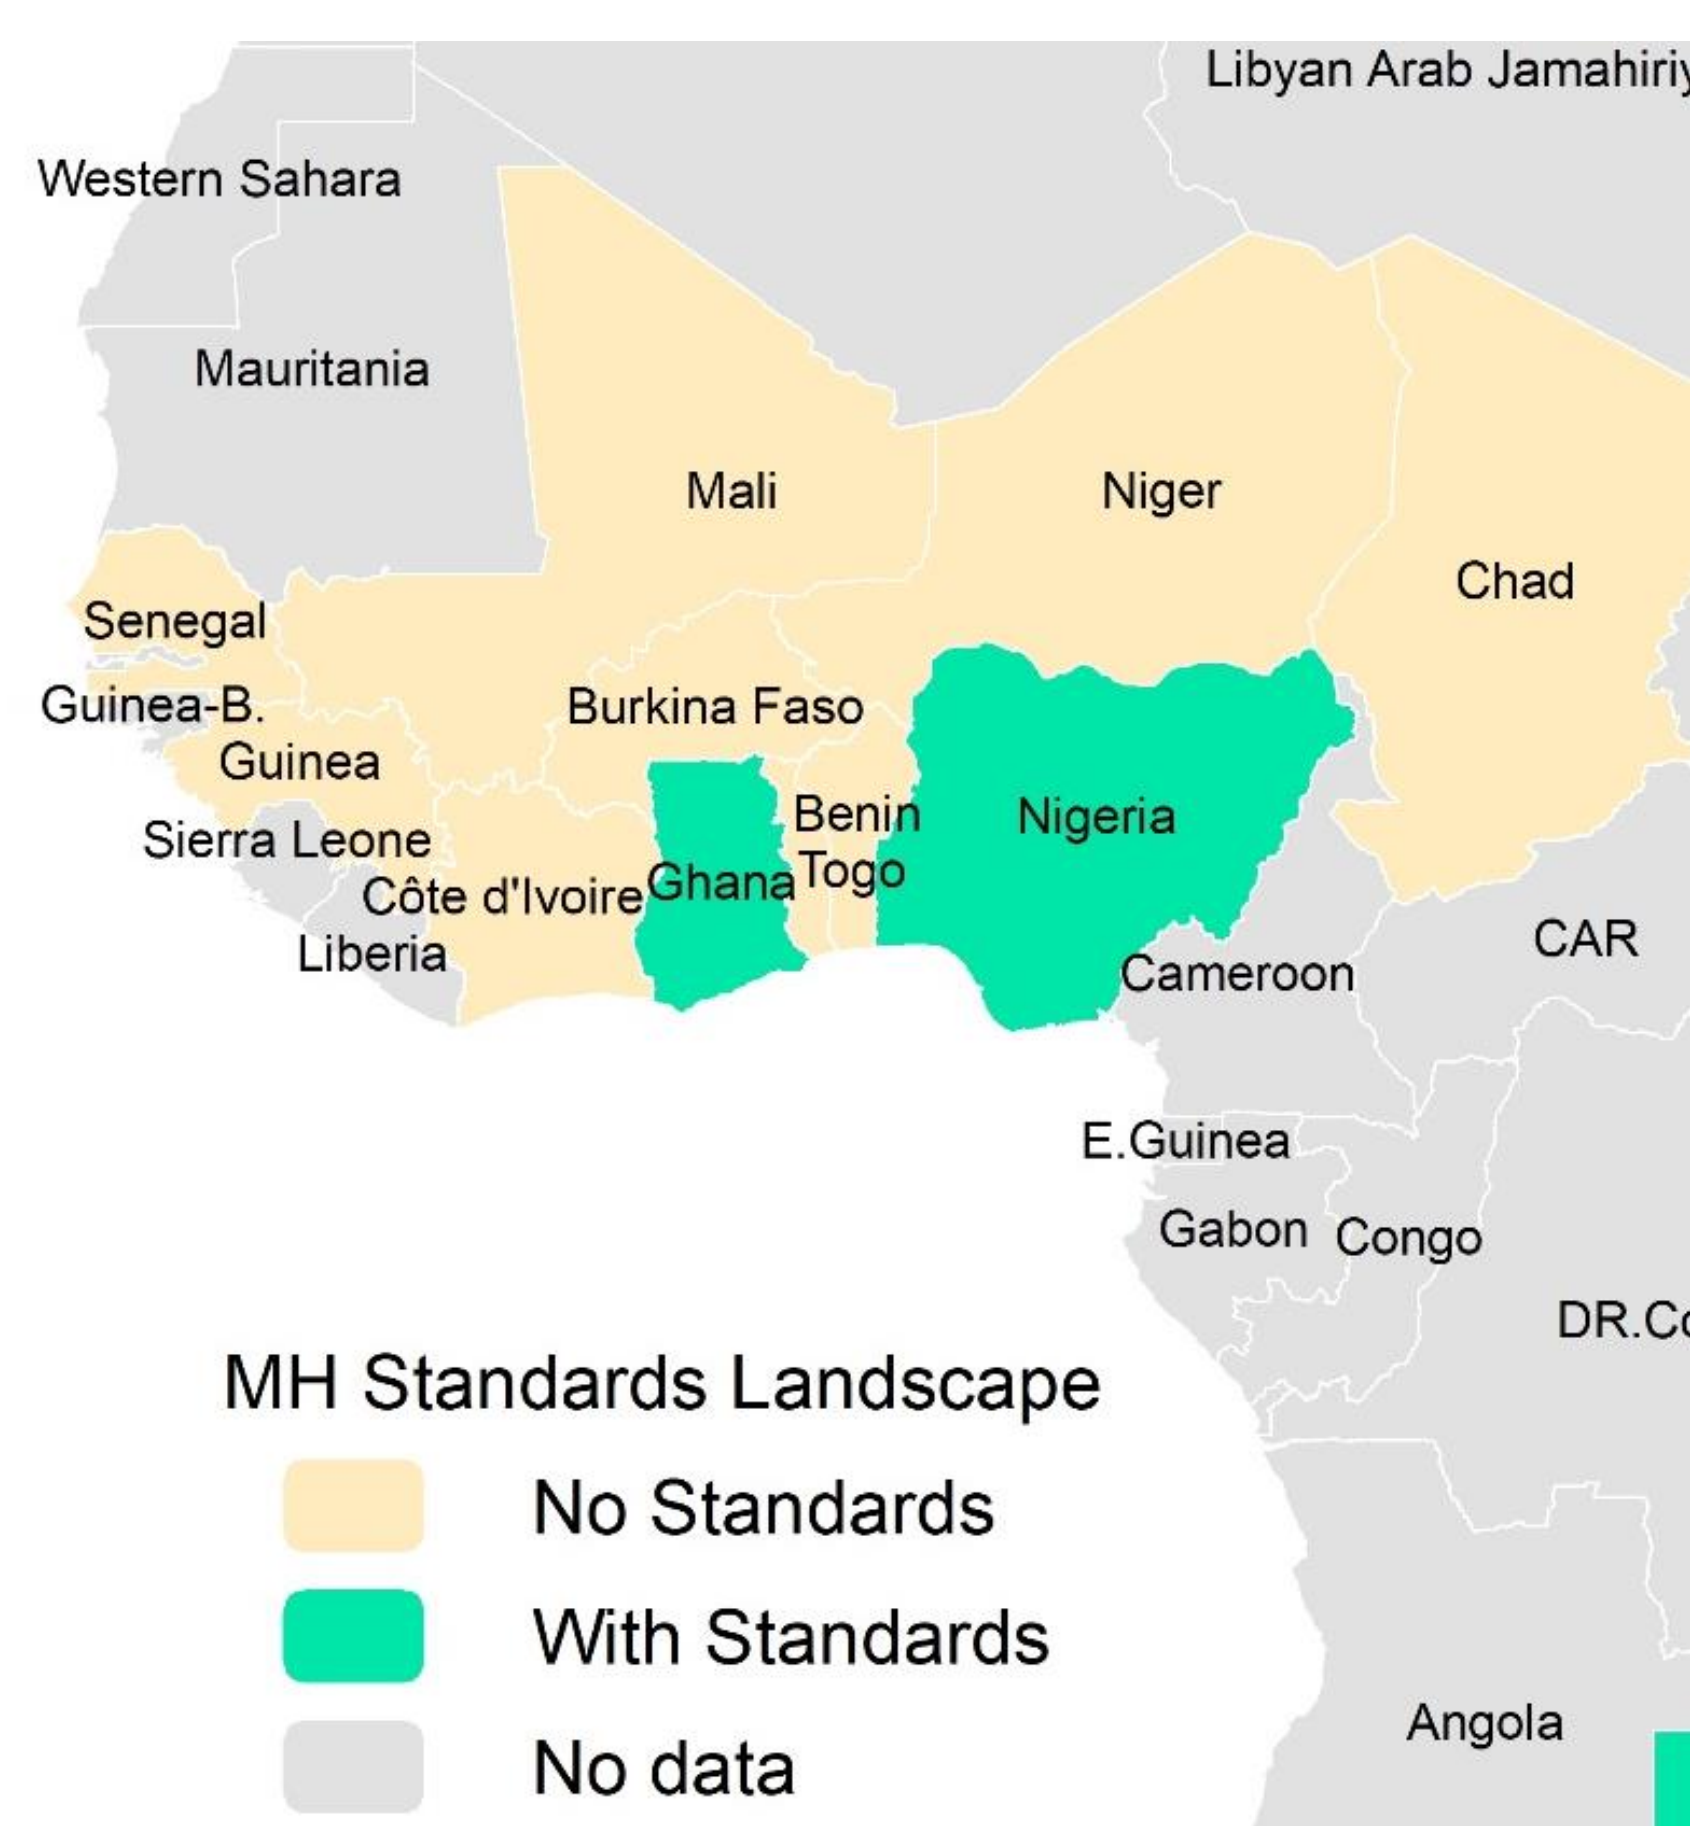 Libyan Arab Jamahiriy
Western Sahara
Mauritania
Mali
Niger
Chad
Senegal
Guinea-B.
Burkina Faso
Guinea
Benin
Nigeria
Sierra Leone
Togo
Ghana
Côte d'Ivoire
CAR
Liberia
Cameroon
E.Guinea
Gabon
Congo
DR.Co
MH Standards Landscape
No Standards
With Standards
Angola
No data